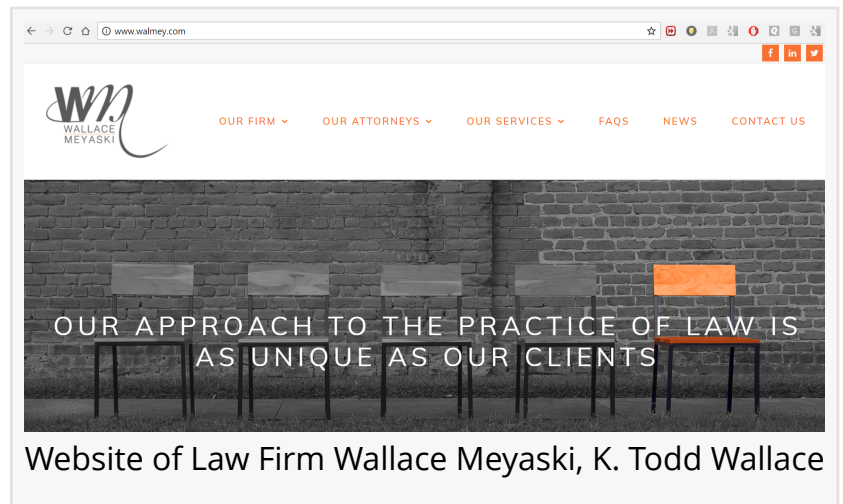 www.walmey.com
WM
WALLACE
MEYASKI
OUR FIRM
OUR ATTORNEYS
OUR SERVICES
FAQS
NEWS
CONTACT US
OUR APPROACH TO THE PRACTICE OF LAW IS
AS UNIQUE AS OUR CLIENTS
Website of Law Firm Wallace Meyaski, K. Todd Wallace